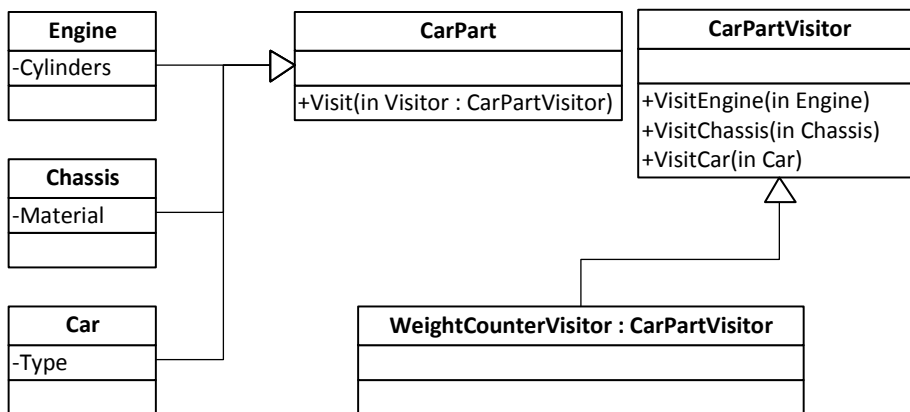 Engine
-Cylinders
CarPart
+Visit(in Visitor : CarPartVisitor)
CarPartVisitor
+VisitEngine(in Engine)
+VisitChassis(in Chassis)
+VisitCar(in Car)
Chassis
-Material
Car
-Type
WeightCounterVisitor : CarPartVisitor